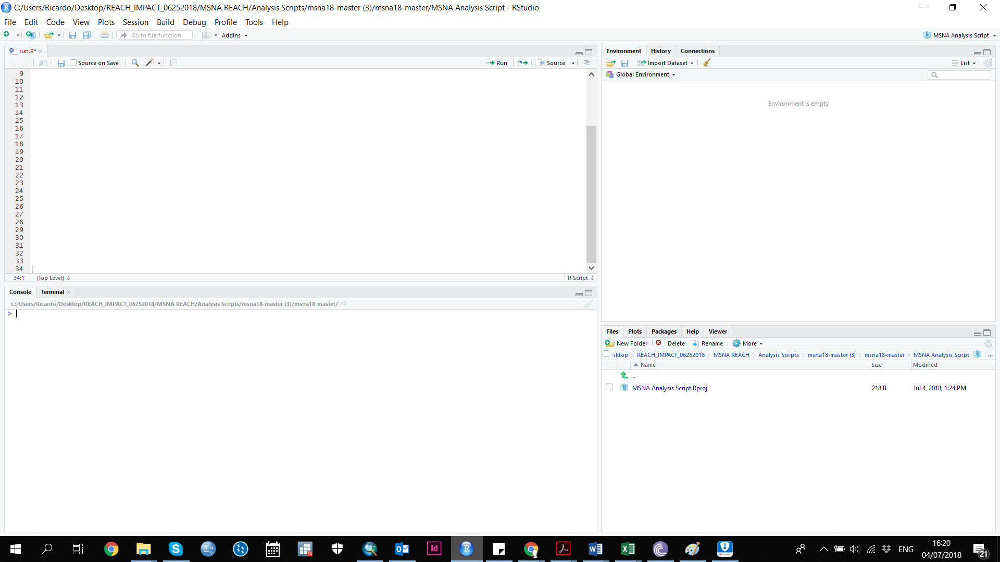 C:/Users/Ricardo/Desktop/REACH_IMPACT_06252018/MSNA REACH/Analysis Scripts/msna18-master (3)/msna18-master/MSNA Analysis Script - RStudio
File Edit Code View Plots Session Build Debug Profile Tools Help
Go to file/function Addins MSNA Analysis Script
run.R*
Source on Save Run Source
9
10
11
12
13
14
15
16
17
18
19
20
21
22
23
24
25
26
27
28
29
30
31
32
33
34
34:1 (Top Level) R Script
Console Terminal
C:/Users/Ricardo/Desktop/REACH_IMPACT_06252018/MSNA REACH/Analysis Scripts/msna18-master (3)/msna18-master/
>
Environment History Connections
Import Dataset List
Global Environment
Environment is empty
Files Plots Packages Help Viewer
New Folder Delete Rename More
sktop REACH_IMPACT_06252018 MSNA REACH Analysis Scripts msna18-master (3) msna18-master MSNA Analysis Script ...
Name Size Modified
..
MSNA Analysis Script.Rproj 218 B Jul 4, 2018, 1:24 PM
ENG 16:20
04/07/2018 21